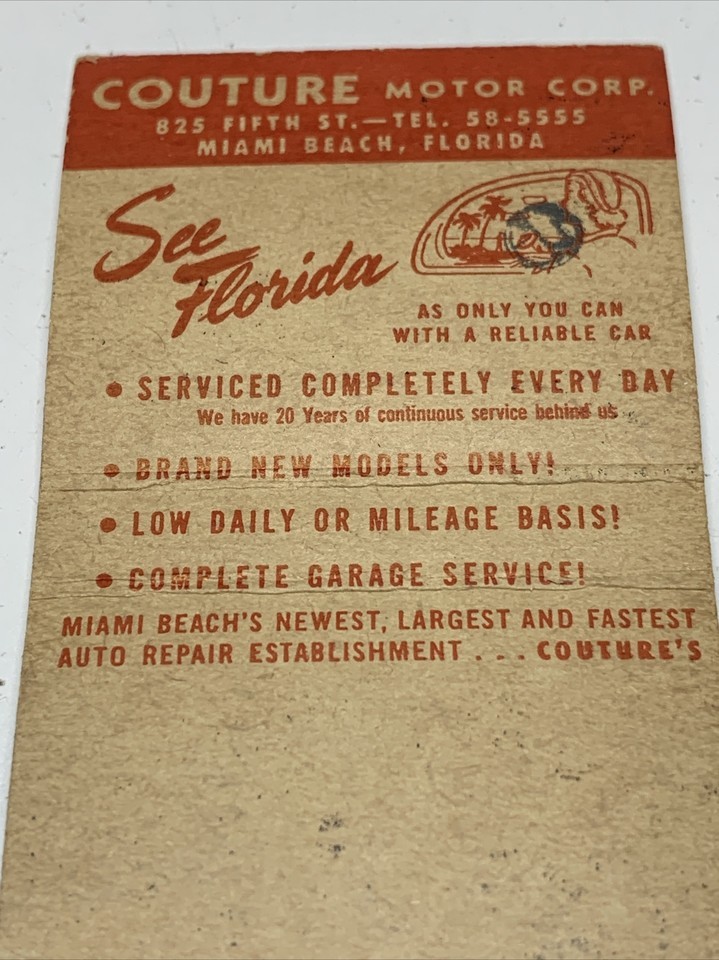 COUTURE MOTOR CORP.
825 FIFTH ST.—TEL. 58-5555
MIAMI BEACH, FLORIDA
See
Florida
AS ONLY YOU CAN
WITH A RELIABLE CAR
• SERVICED COMPLETELY EVERY DAY
We have 20 Years of continuous service behind us
• BRAND NEW MODELS ONLY!
• LOW DAILY OR MILEAGE BASIS!
• COMPLETE GARAGE SERVICE!
MIAMI BEACH'S NEWEST, LARGEST AND FASTEST
AUTO REPAIR ESTABLISHMENT . . . COUTURE'S